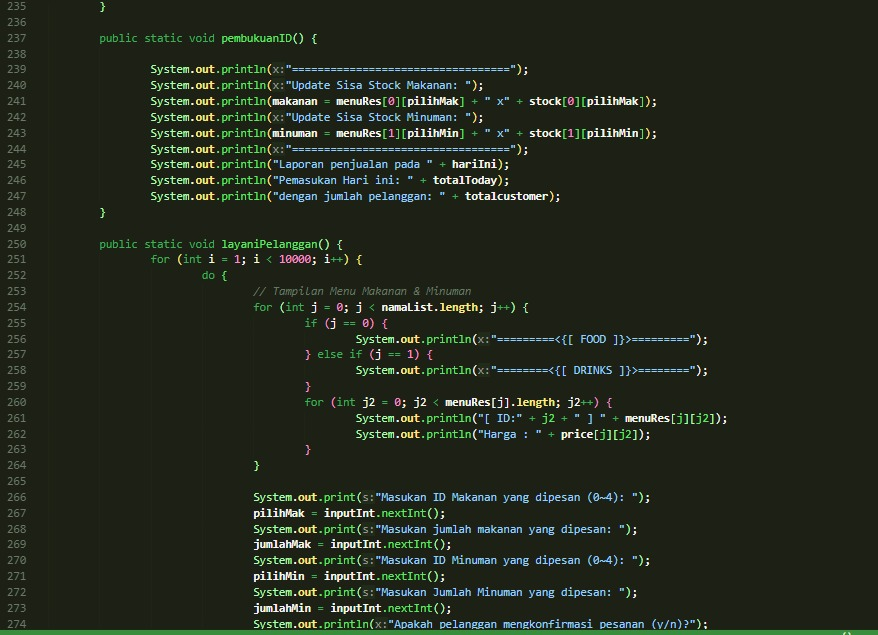 235 }
236
237 public static void pembukuanID() {
238
239 System.out.println(x:"==================================");
240 System.out.println(x:"Update Sisa Stock Makanan: ");
241 System.out.println(makanan = menuRes[0][pilihMak] + " x" + stock[0][pilihMak]);
242 System.out.println(x:"Update Sisa Stock Minuman: ");
243 System.out.println(minuman = menuRes[1][pilihMin] + " x" + stock[1][pilihMin]);
244 System.out.println(x:"==================================");
245 System.out.println("Laporan penjualan pada " + hariIni);
246 System.out.println("Pemasukan Hari ini: " + totalToday);
247 System.out.println("dengan jumlah pelanggan: " + totalcustomer);
248 }
249
250 public static void layaniPelanggan() {
251 for (int i = 1; i < 10000; i++) {
252 do {
253 // Tampilan Menu Makanan & Minuman
254 for (int j = 0; j < namaList.length; j++) {
255 if (j == 0) {
256 System.out.println(x:"=========<{[ FOOD ]}>=========");
257 } else if (j == 1) {
258 System.out.println(x:"========<{[ DRINKS ]}>========");
259 }
260 for (int j2 = 0; j2 < menuRes[j].length; j2++) {
261 System.out.println("[ ID:" + j2 + " ] " + menuRes[j][j2]);
262 System.out.println("Harga : " + price[j][j2]);
263 }
264 }
265
266 System.out.print(s:"Masukan ID Makanan yang dipesan (0~4): ");
267 pilihMak = inputInt.nextInt();
268 System.out.print(s:"Masukan jumlah makanan yang dipesan: ");
269 jumlahMak = inputInt.nextInt();
270 System.out.print(s:"Masukan ID Minuman yang dipesan (0~4): ");
271 pilihMin = inputInt.nextInt();
272 System.out.print(s:"Masukan Jumlah Minuman yang dipesan: ");
273 jumlahMin = inputInt.nextInt();
274 System.out.println(x:"Apakah pelanggan mengkonfirmasi pesanan (y/n)?");